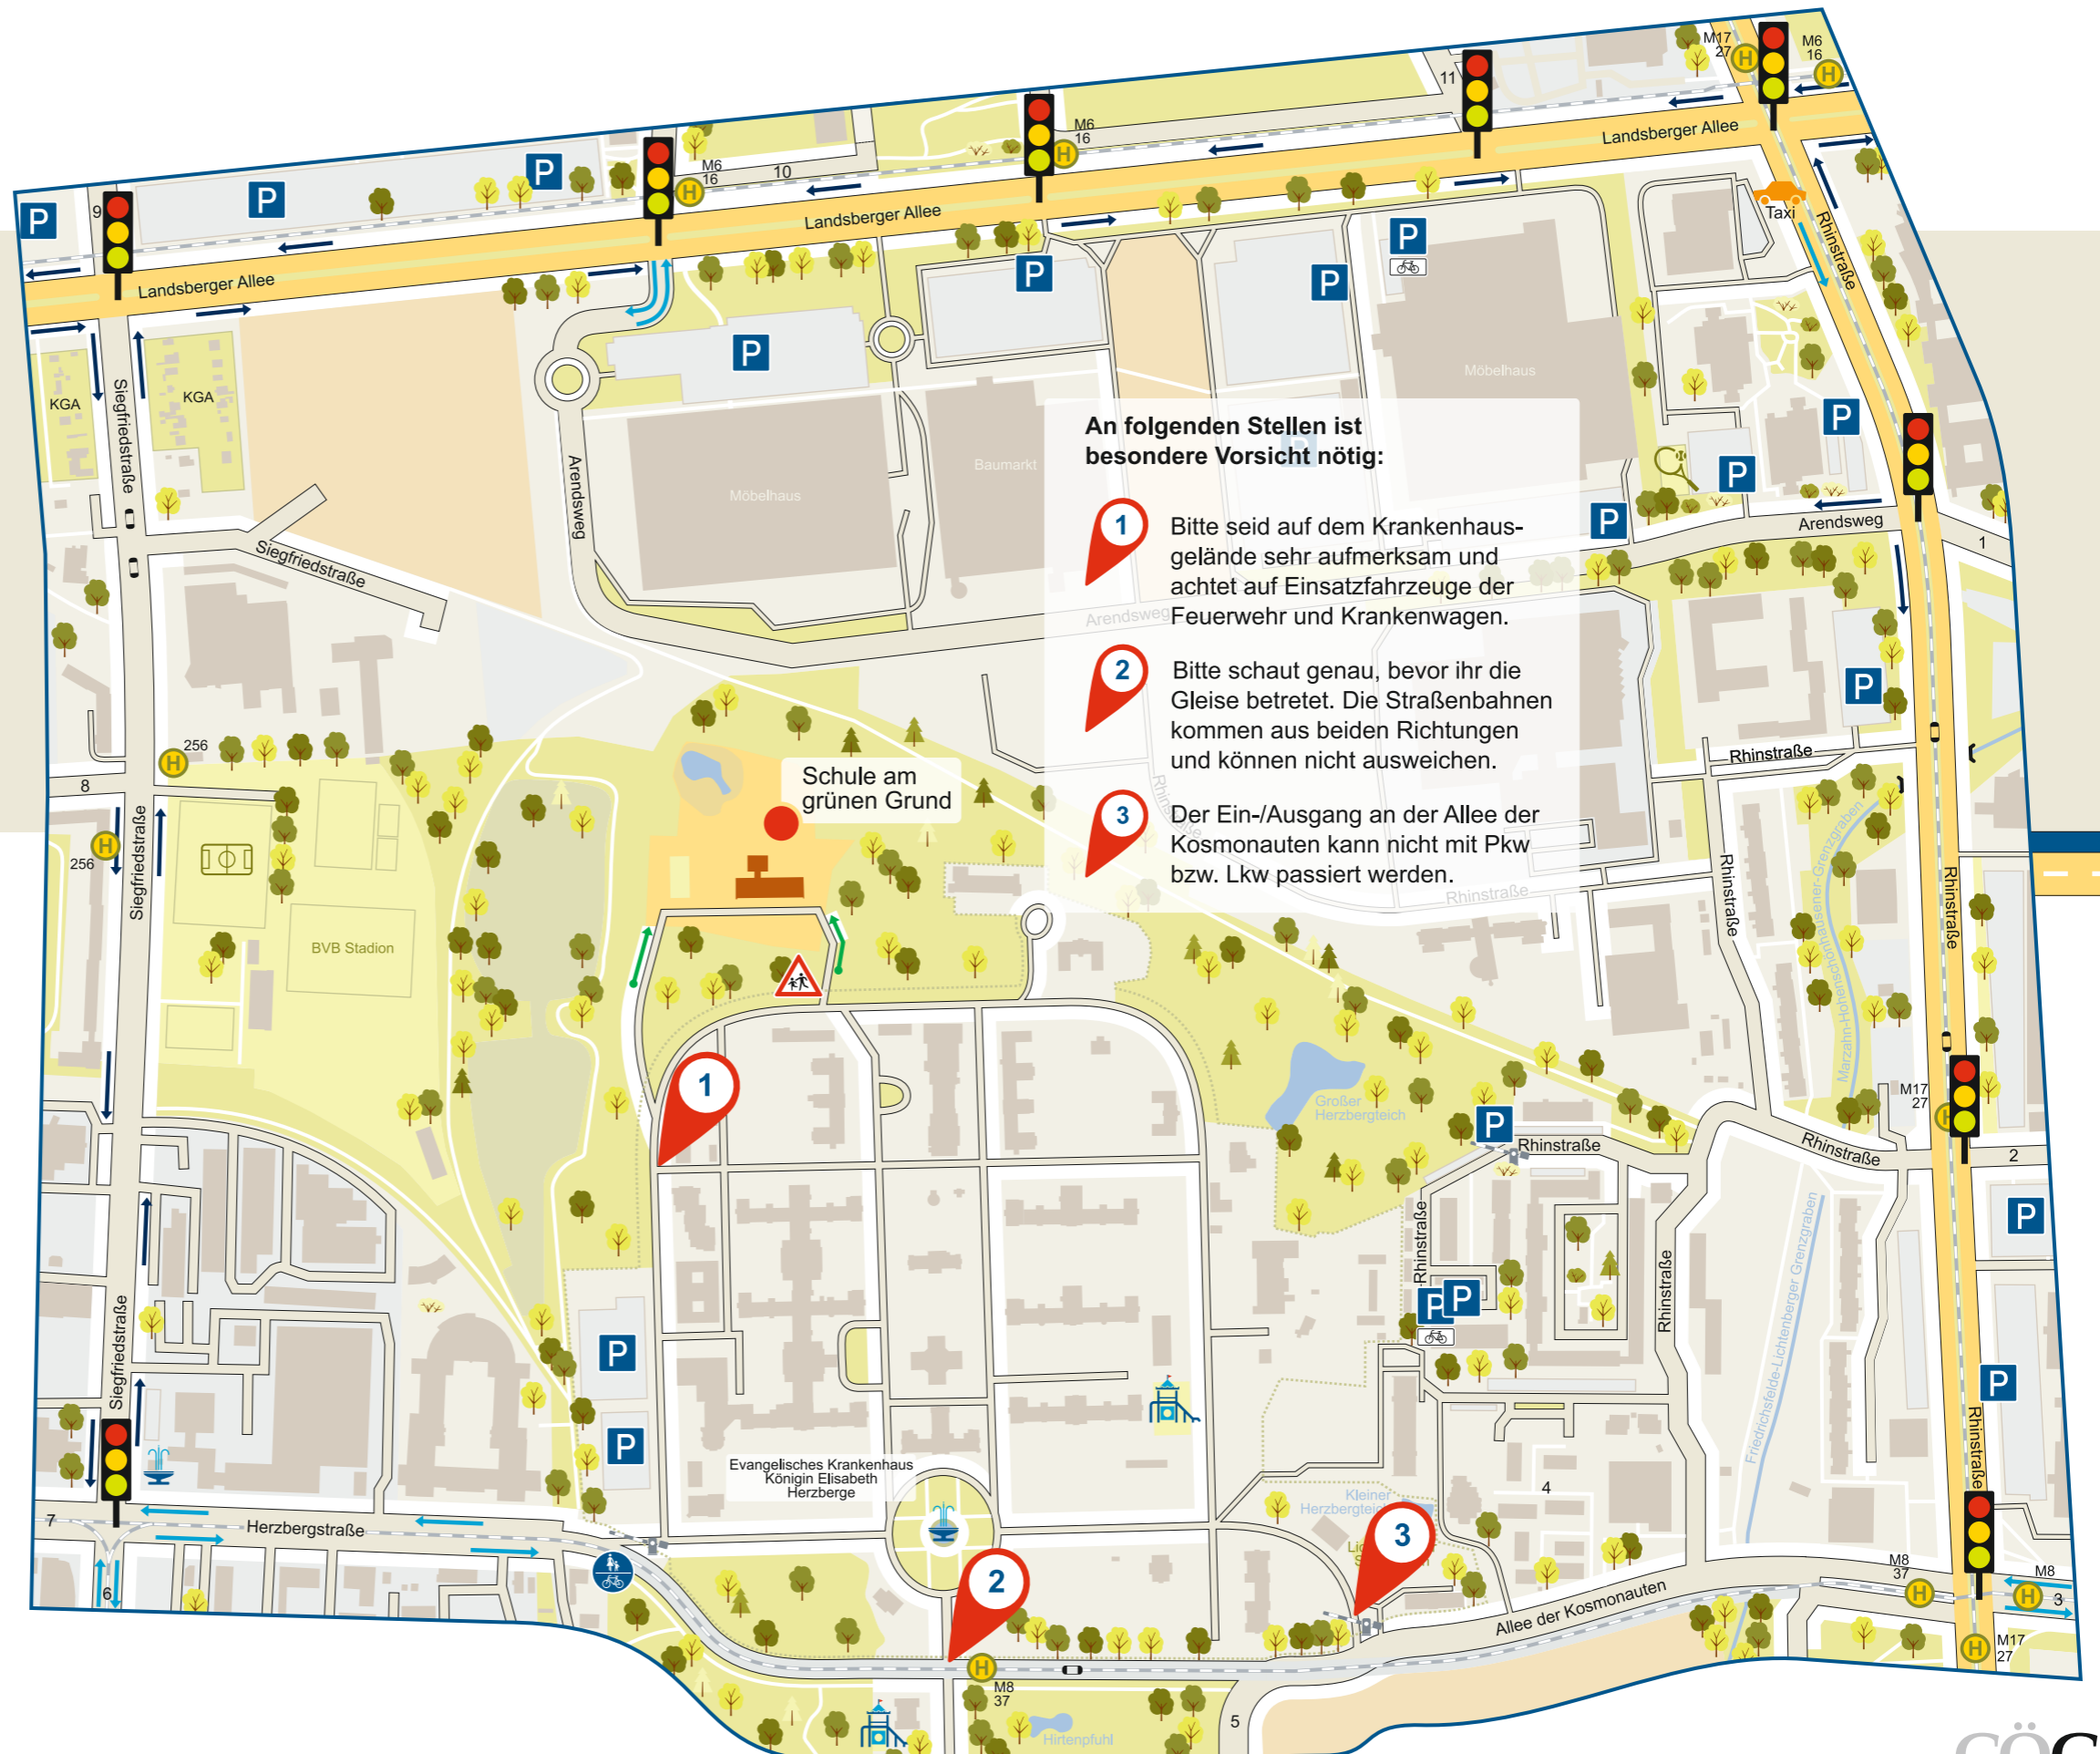 M17
27
M6
16
11
Landsberger Allee
M6
16
M6
16
10
Landsberger Allee
P
P
P
9
Landsberger Allee
Taxi
Rhinstraße
P
P
P
P
KGA
KGA
Siegfriedstraße
Arendsweg
Möbelhaus
Möbelhaus
Baumarkt
P
P
P
Arendsweg
1
Siegfriedstraße
An folgenden Stellen ist
besondere Vorsicht nötig:
1
Bitte seid auf dem Krankenhaus-
gelände sehr aufmerksam und
achtet auf Einsatzfahrzeuge der
Feuerwehr und Krankenwagen.
Arendsweg
2
Bitte schaut genau, bevor ihr die
Gleise betretet. Die Straßenbahnen
kommen aus beiden Richtungen
und können nicht ausweichen.
3
Der Ein-/Ausgang an der Allee der
Kosmonauten kann nicht mit Pkw
bzw. Lkw passiert werden.
Rhinstraße
Rhinstraße
P
Rhinstraße
H
256
8
H
256
Siegfriedstraße
Schule am
grünen Grund
BVB Stadion
Rhinstraße
Rhinstraße
Marzahn-Hohenschönhausener-Grenzgraben
1
Großer
Herzbergteich
P
Rhinstraße
Rhinstraße
M17
27
2
P
Rhinstraße
P
P
Rhinstraße
Friedrichsfelde-Lichtenberger Grenzgraben
P
Rhinstraße
Siegfriedstraße
P
P
Evangelisches Krankenhaus
Königin Elisabeth
Herzberge
Kleiner
Herzbergteich
3
4
7
Herzbergstraße
6
2
Allee der Kosmonauten
M8
37
H
M8
H
3
H
M17
27
H
M8
37
5
Hirtenpfuhl